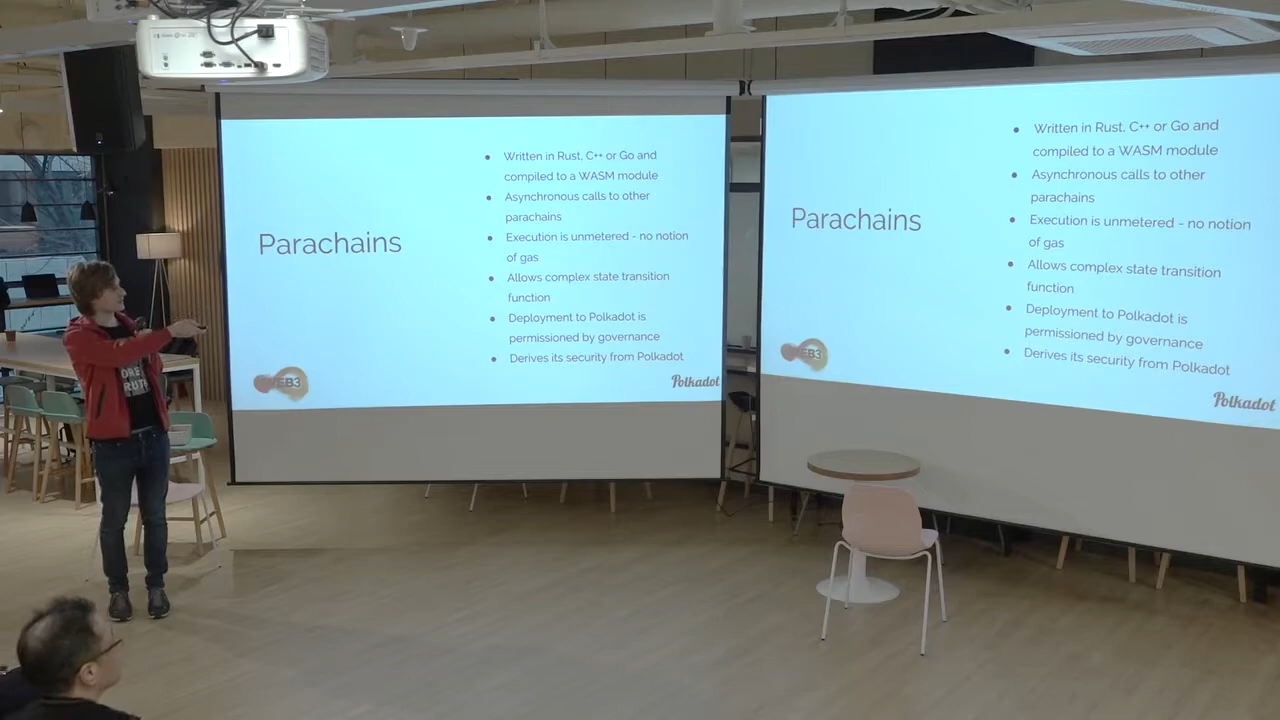 Parachains
Written in Rust, C++ or Go and
compiled to a WASM module
Asynchronous calls to other
parachains
Execution is unmetered - no notion
of gas
Allows complex state transition
function
Deployment to Polkadot is
permissioned by governance
Derives its security from Polkadot
WEB3
Polkadot
Parachains
Written in Rust, C++ or Go and
compiled to a WASM module
Asynchronous calls to other
parachains
Execution is unmetered - no notion
of gas
Allows complex state transition
function
Deployment to Polkadot is
permissioned by governance
Derives its security from Polkadot
WEB3
Polkadot